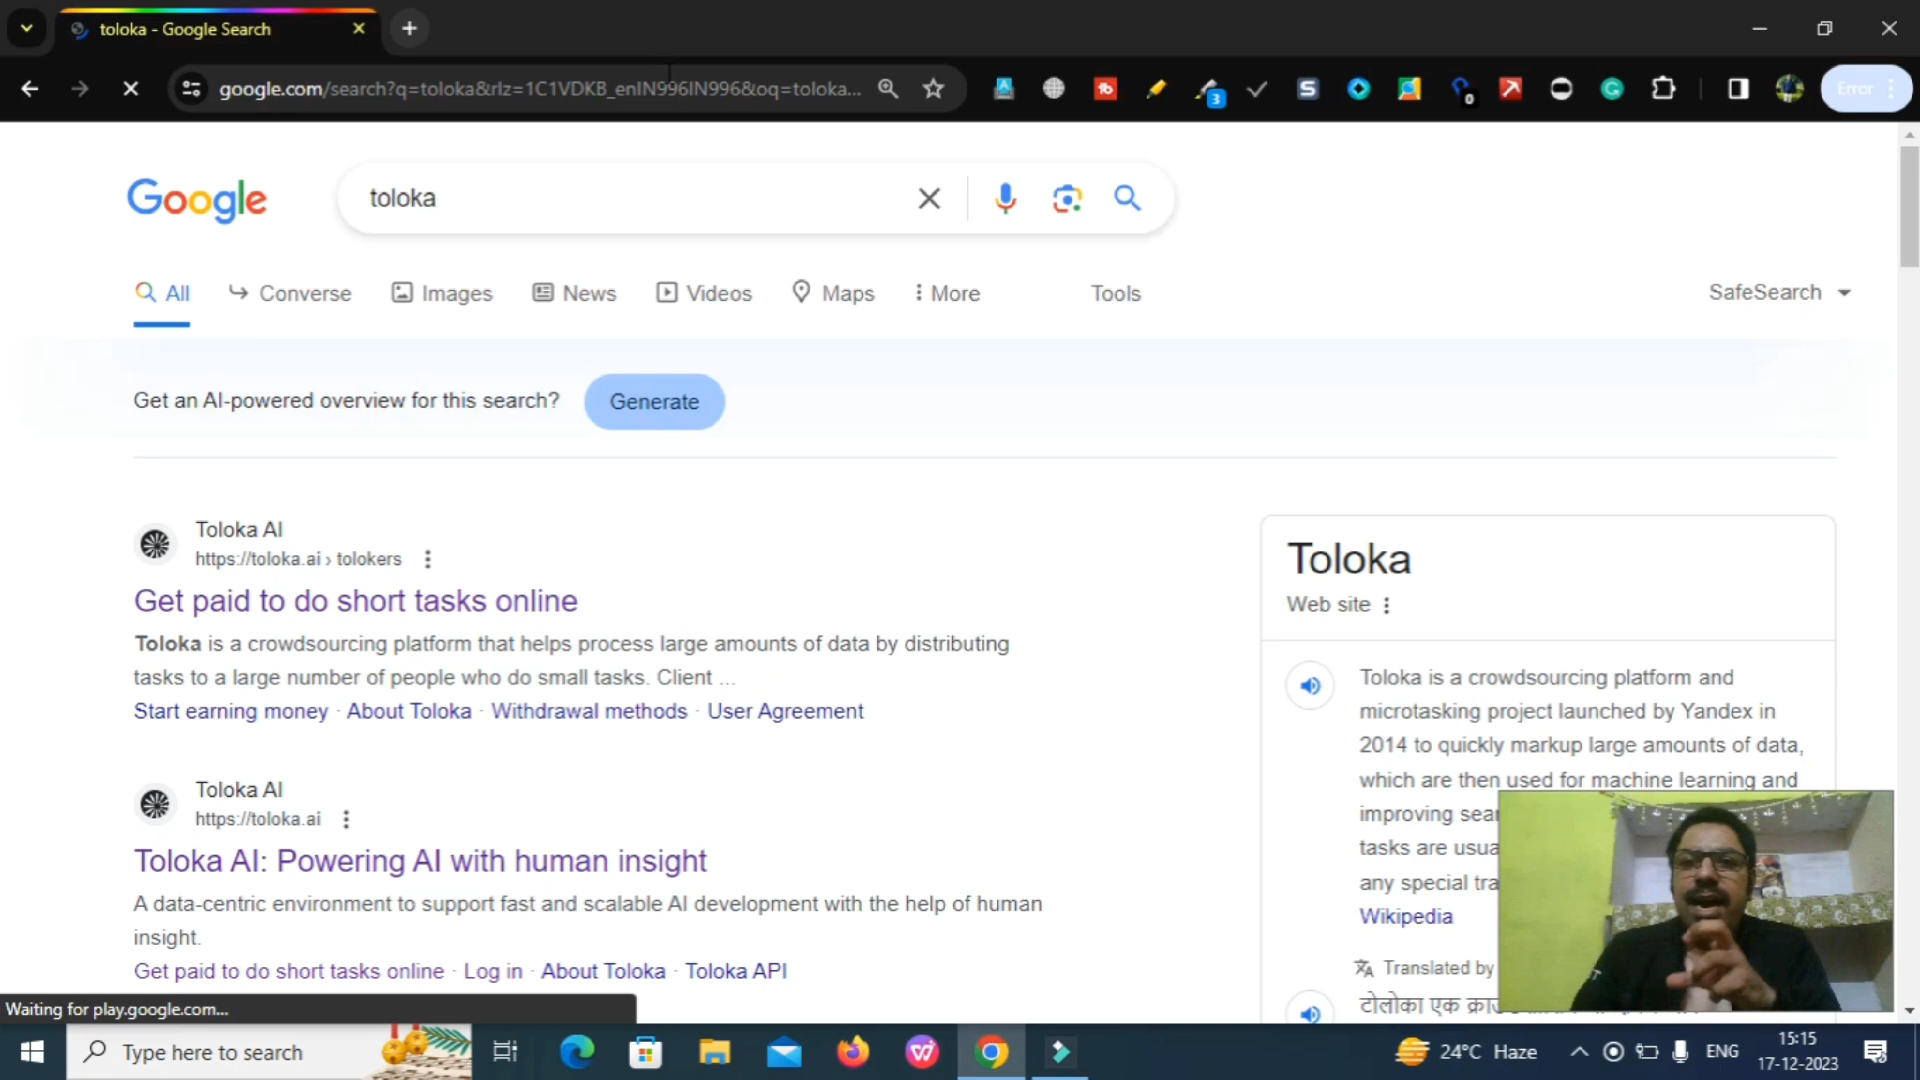 toloka - Google Search
google.com/search?q=toloka&rlz=1C1VDKB_enIN996IN996&oq=toloka...
3
0
Error
Google
toloka
All
Converse
Images
News
Videos
Maps
More
Tools
SafeSearch
Get an AI-powered overview for this search?
Generate
Toloka AI
https://toloka.ai › tolokers
Get paid to do short tasks online
Toloka is a crowdsourcing platform that helps process large amounts of data by distributing
tasks to a large number of people who do small tasks. Client ...
Start earning money · About Toloka · Withdrawal methods · User Agreement
Toloka AI
https://toloka.ai
Toloka AI: Powering AI with human insight
A data-centric environment to support fast and scalable AI development with the help of human
insight.
Get paid to do short tasks online · Log in · About Toloka · Toloka API
Toloka
Web site
Toloka is a crowdsourcing platform and
microtasking project launched by Yandex in
2014 to quickly markup large amounts of data,
which are then used for machine learning and
improving sear
tasks are usua
any special tra
Wikipedia
Translated by
टोलोका एक
Waiting for play.google.com...
Type here to search
24°C Haze
ENG
15:15
17-12-2023